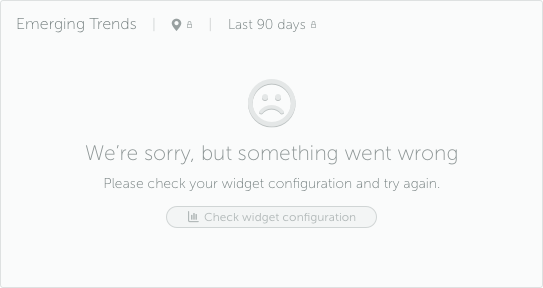 Emerging Trends | | Last 90 days
We're sorry, but something went wrong
Please check your widget configuration and try again.
Check widget configuration